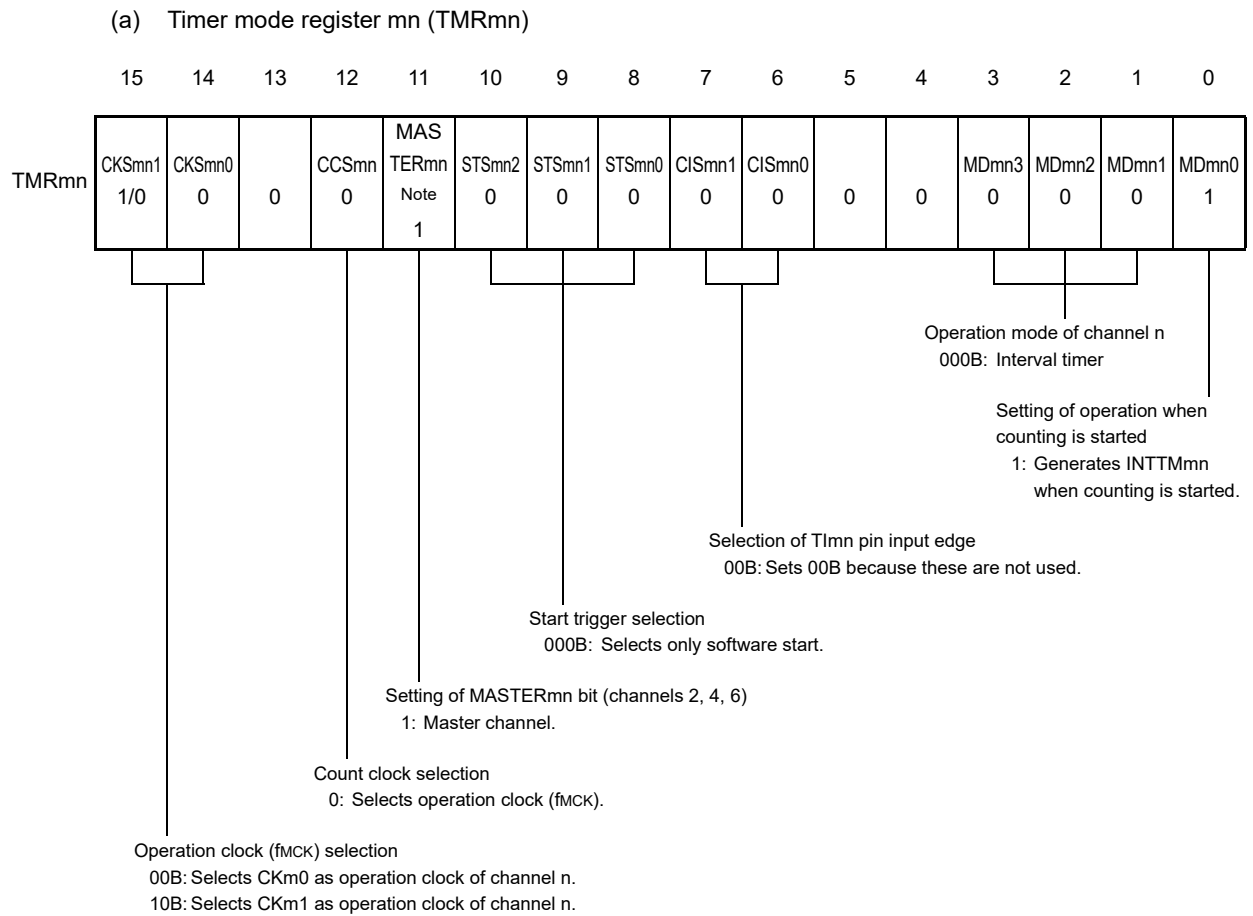 (a) Timer mode register mn (TMRmn)
15 14 13 12 11 10 9 8 7 6 5 4 3 2 1 0
TMRmn
CKSmn1 1/0
CKSmn0 0
0
CCSmn 0
MAS
TERmn
Note
1
STSmn2 0
STSmn1 0
STSmn0 0
CISmn1 0
CISmn0 0
0
0
MDmn3 0
MDmn2 0
MDmn1 0
MDmn0 1
Operation mode of channel n
000B: Interval timer
Setting of operation when
counting is started
1: Generates INTTMmn
when counting is started.
Selection of TImn pin input edge
00B: Sets 00B because these are not used.
Start trigger selection
000B: Selects only software start.
Setting of MASTERmn bit (channels 2, 4, 6)
1: Master channel.
Count clock selection
0: Selects operation clock (fMCK).
Operation clock (fMCK) selection
00B: Selects CKm0 as operation clock of channel n.
10B: Selects CKm1 as operation clock of channel n.